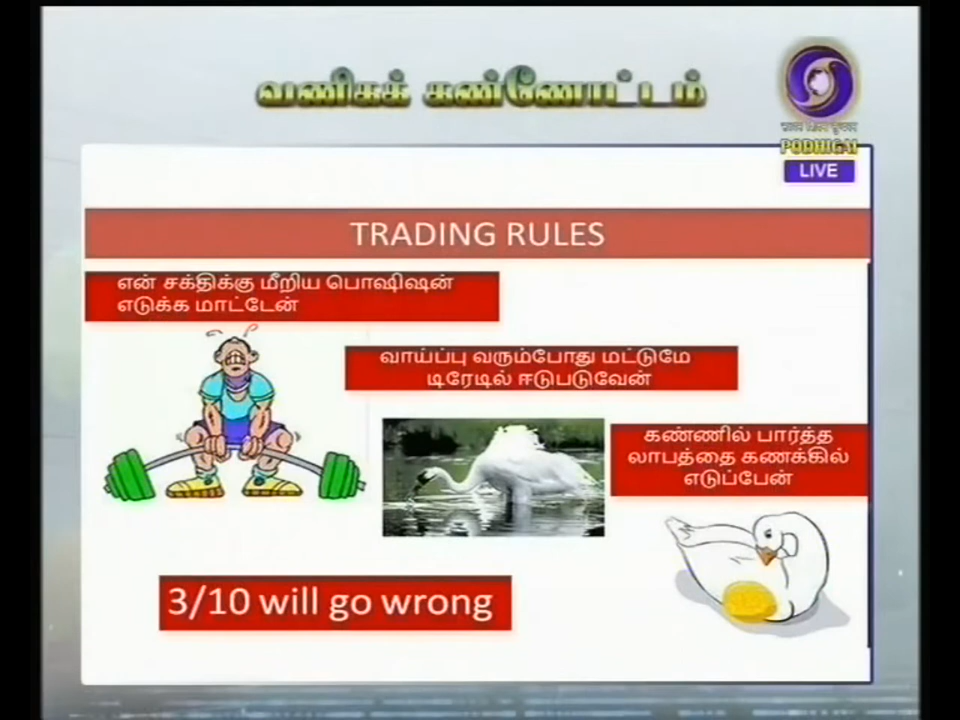 வணிகக் கண்ணோட்டம்
PODHIGAI
LIVE
TRADING RULES
என் சக்திக்கு மீறிய பொஷிஷன்
எடுக்க மாட்டேன்
வாய்ப்பு வரும்போது மட்டுமே
டிரேடில் ஈடுபடுவேன்
கண்ணில் பார்த்த
லாபத்தை கணக்கில்
எடுப்பேன்
3/10 will go wrong